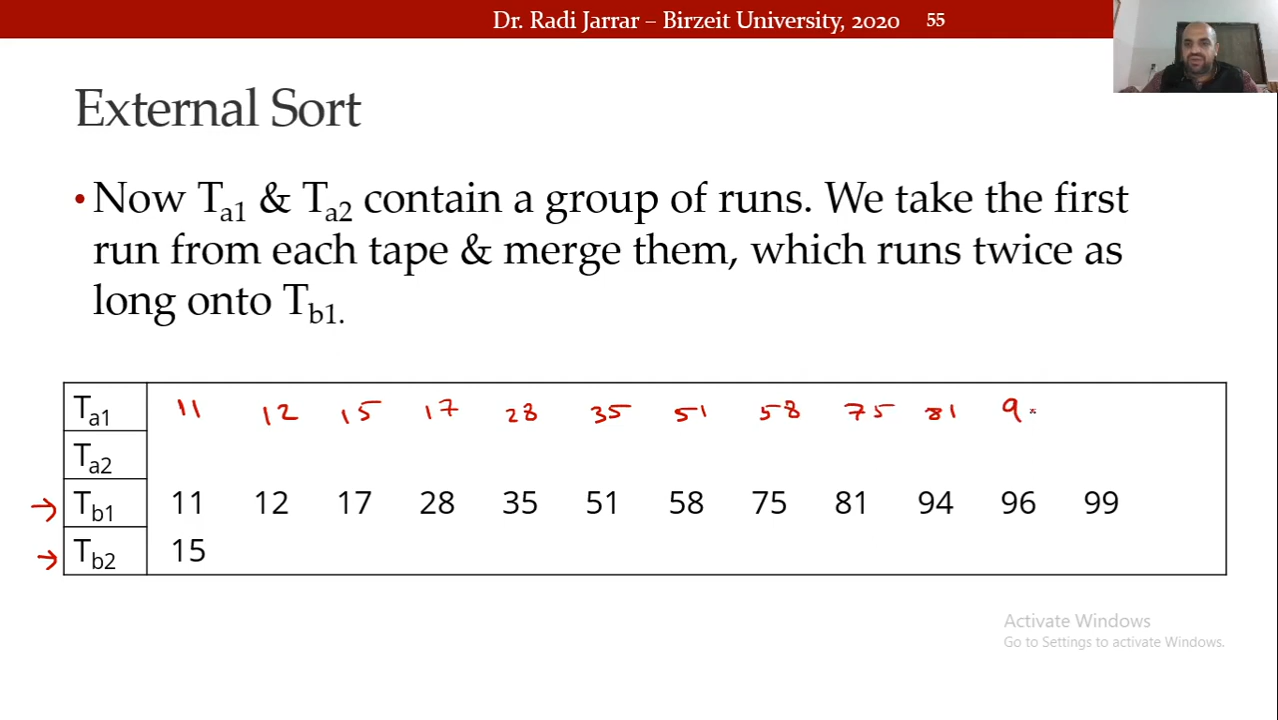 Dr. Radi Jarrar – Birzeit University, 2020 55
External Sort
• Now Ta1 & Ta2 contain a group of runs. We take the first
run from each tape & merge them, which runs twice as
long onto Tb1.
Ta1 11 12 15 17 28 35 51 58 75 81 9
Ta2
→ Tb1 11 12 17 28 35 51 58 75 81 94 96 99
→ Tb2 15
Activate Windows
Go to Settings to activate Windows.